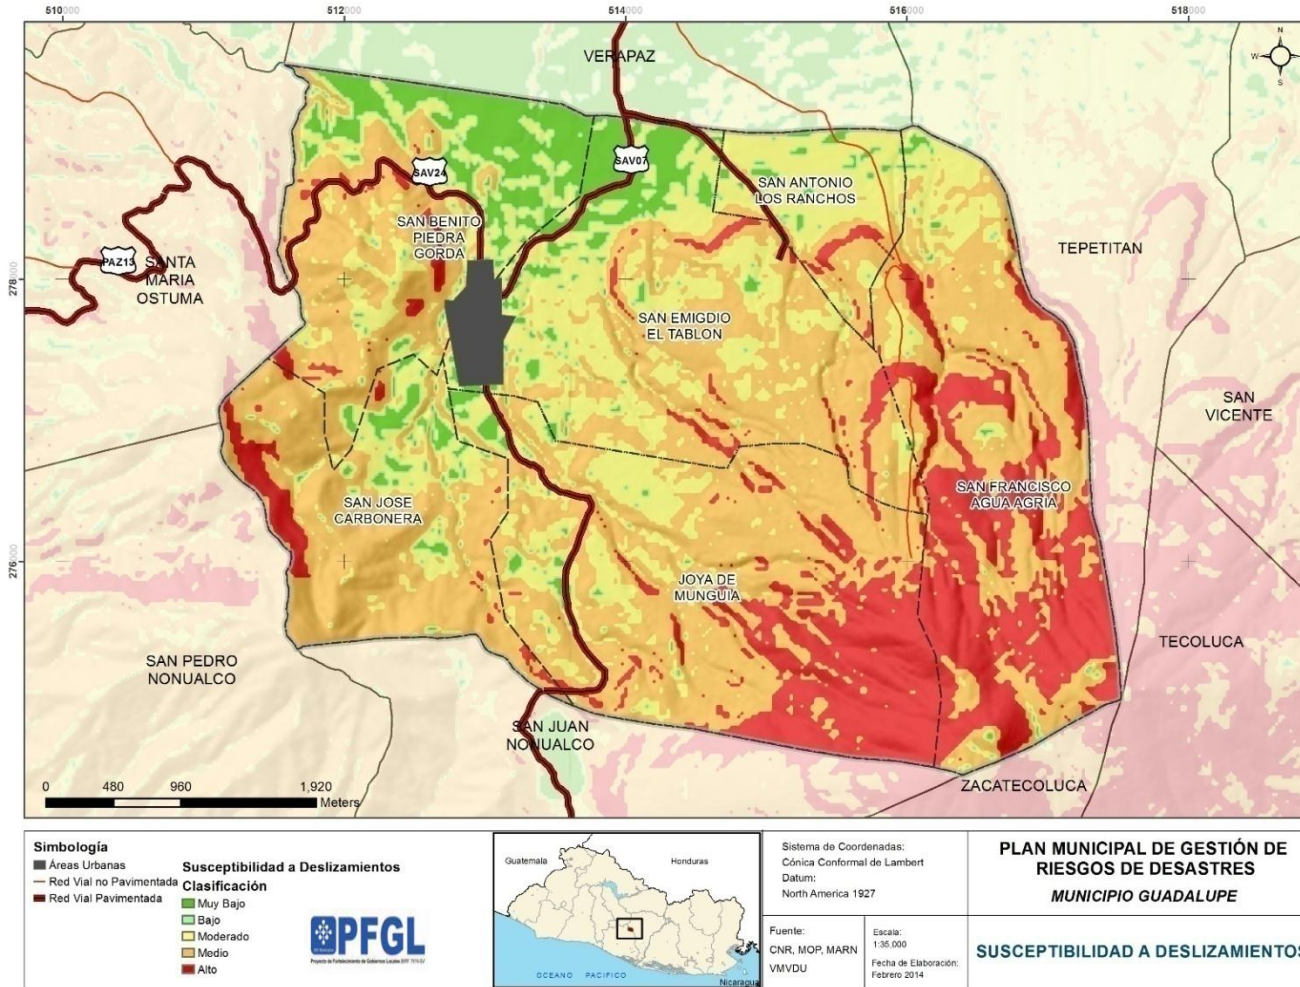 510000
512000
514000
516000
518000
VERAPAZ
N
W
E
S
SAV07
SAV24
SAN ANTONIO
LOS RANCHOS
SAN BENITO
PIEDRA
GORDA
TEPETITAN
PAZ13
SANTA
MARIA
OSTUMA
278000
SAN EMIGDIO
EL TABLON
SAN
VICENTE
SAN JOSE
CARBONERA
SAN FRANCISCO
AGUA AGRIA
276000
JOYA DE
MUNGUIA
TECOLUCA
SAN PEDRO
NONUALCO
SAN JUAN
NONUALCO
ZACATECOLUCA
0 480 960 1,920
Meters
Simbología
Áreas Urbanas
Red Vial no Pavimentada
Red Vial Pavimentada
Susceptibilidad a Deslizamientos
Clasificación
Muy Bajo
Bajo
Moderado
Medio
Alto
PFGL
Guatemala
Honduras
OCEANO PACIFICO
Nicaragua
Sistema de Coordenadas:
Cónica Conformal de Lambert
Datum:
North America 1927
Fuente:
CNR, MOP, MARN
VMVDU
Escala:
1:35,000
Fecha de Elaboración:
Febrero 2014
PLAN MUNICIPAL DE GESTIÓN DE
RIESGOS DE DESASTRES
MUNICIPIO GUADALUPE
SUSCEPTIBILIDAD A DESLIZAMIENTOS